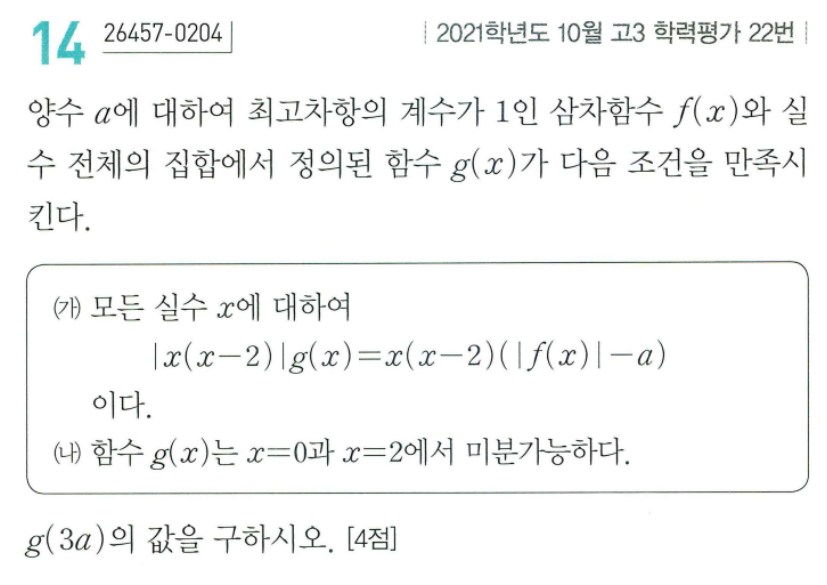 14 26457-0204 2021학년도 10월 고3 학력평가 22번
양수 a에 대하여 최고차항의 계수가 1인 삼차함수 f(x)와 실
수 전체의 집합에서 정의된 함수 g(x)가 다음 조건을 만족시
킨다.
㈎ 모든 실수 x에 대하여
|x(x-2)|g(x)=x(x-2)(|f(x)|-a)
이다.
㈏ 함수 g(x)는 x=0과 x=2에서 미분가능하다.
g(3a)의 값을 구하시오. [4점]